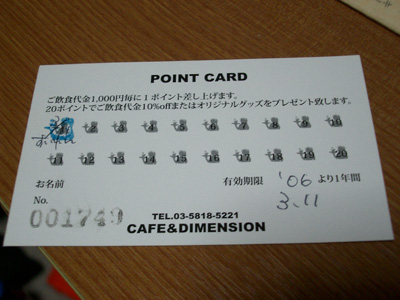 POINT CARD
ご飲食代金1,000円毎に1ポイント差し上げます。
20ポイントでご飲食代金10%offまたはオリジナルグッズをプレゼント致します。
2 3 4 5 6 7 8 9 10
11 12 13 14 15 16 17 18 19 20
お名前 有効期限 '06 より1年間
3.11
No.
001749
TEL.03-5818-5221
CAFE&DIMENSION